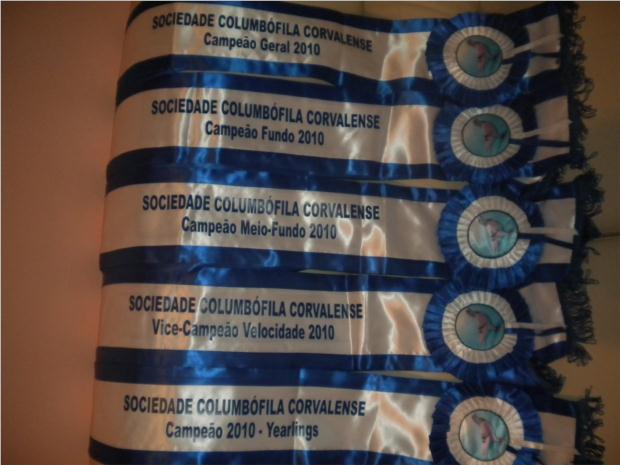 SOCIEDADE COLUMBÓFILA CORVALENSE
Campeão Geral 2010
SOCIEDADE COLUMBÓFILA CORVALENSE
Campeão Fundo 2010
SOCIEDADE COLUMBÓFILA CORVALENSE
Campeão Meio-Fundo 2010
SOCIEDADE COLUMBÓFILA CORVALENSE
Vice-Campeão Velocidade 2010
SOCIEDADE COLUMBÓFILA CORVALENSE
Campeão 2010 - Yearlings